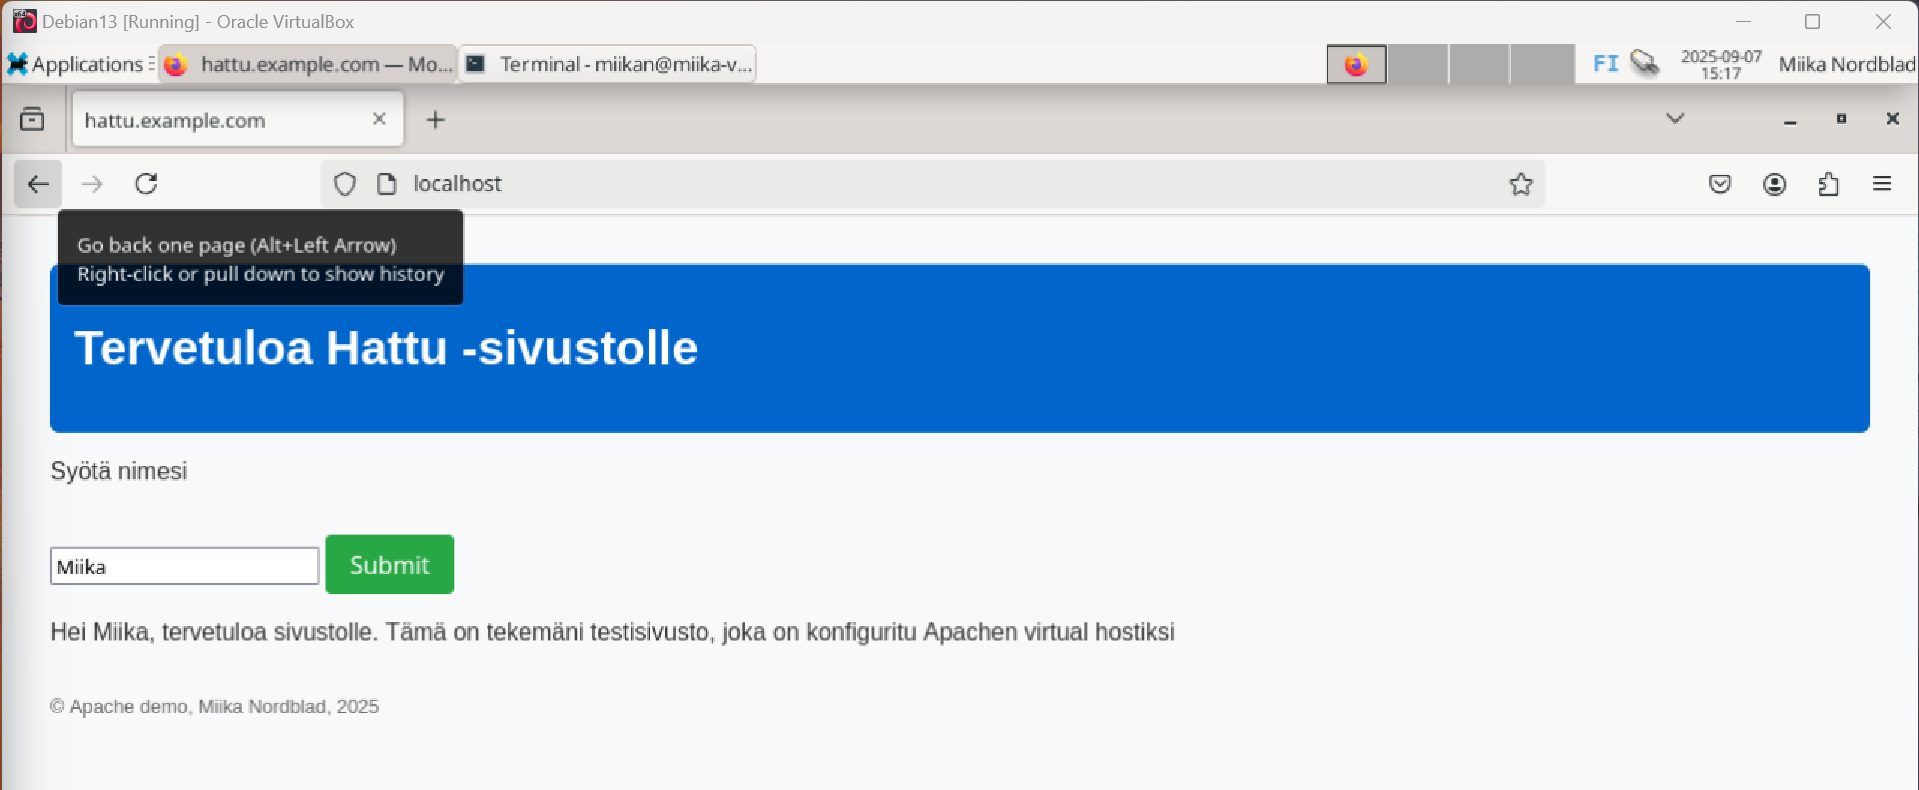 Debian13 [Running] - Oracle VirtualBox
Applications hattu.example.com — Mo... Terminal - miikan@miika-v... FI 2025-09-07 Miika Nordblad
15:17
hattu.example.com
localhost
Go back one page (Alt+Left Arrow)
Right-click or pull down to show history
Tervetuloa Hattu -sivustolle
Syötä nimesi
Miika Submit
Hei Miika, tervetuloa sivustolle. Tämä on tekemäni testisivusto, joka on konfiguritu Apachen virtual hostiksi
© Apache demo, Miika Nordblad, 2025